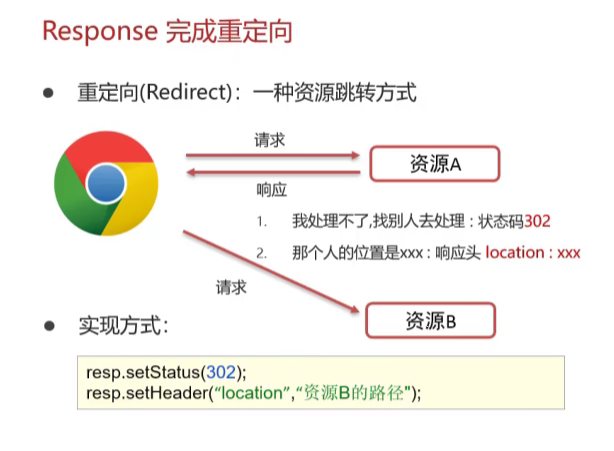 Response 完成重定向
● 重定向(Redirect)：一种资源跳转方式
请求
资源A
响应
1. 我处理不了,找别人去处理 : 状态码302
2. 那个人的位置是xxx : 响应头 location : xxx
请求
资源B
● 实现方式：
resp.setStatus(302);
resp.setHeader(“location”,“资源B的路径");